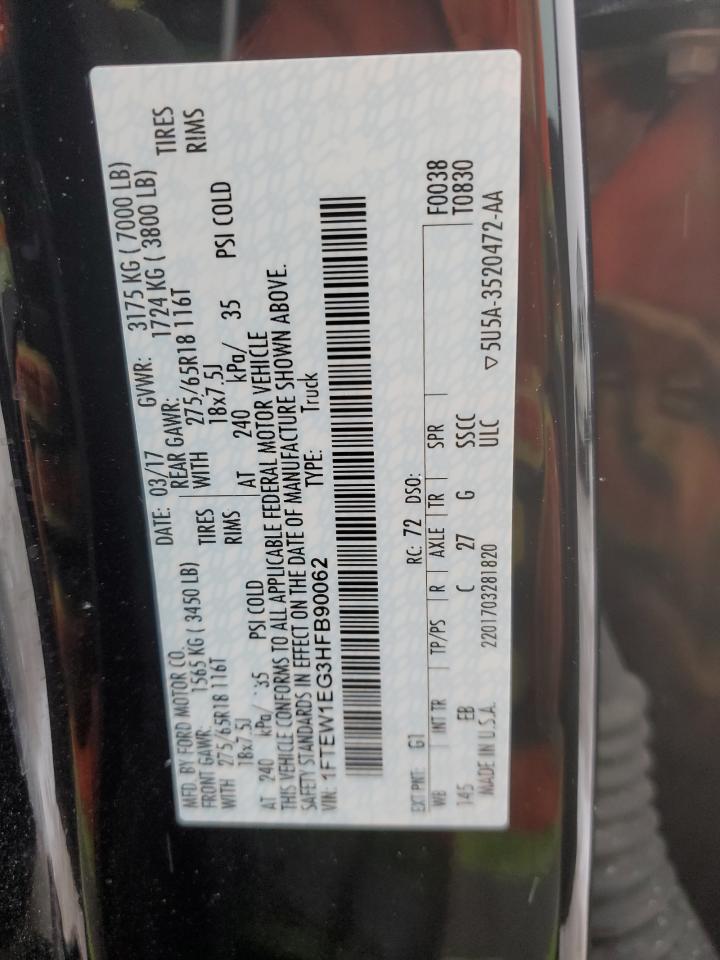 MFD. BY FORD MOTOR CO.
DATE: 03/17 GVWR: 3175 KG ( 7000 LB)
FRONT GAWR: 1565 KG ( 3450 LB)
REAR GAWR: 1724 KG ( 3800 LB)
WITH 275/65R18 116T TIRES
18x7.5J RIMS
AT 240 kPa/ 35 PSI COLD
WITH 275/65R18 116T TIRES
18x7.5J RIMS
AT 240 kPa/ 35 PSI COLD
THIS VEHICLE CONFORMS TO ALL APPLICABLE FEDERAL MOTOR VEHICLE
SAFETY STANDARDS IN EFFECT ON THE DATE OF MANUFACTURE SHOWN ABOVE.
VIN: 1FTEW1EG3HFB90062 TYPE: Truck
F0038
T0830
EXT PNT: G1 RC: 72 DSO:
WB INT TR TP/PS R AXLE TR SPR
145 EB C 27 G SSCC
MADE IN U.S.A. 2201703281820 ULC
▽ 5U5A-3520472-AA